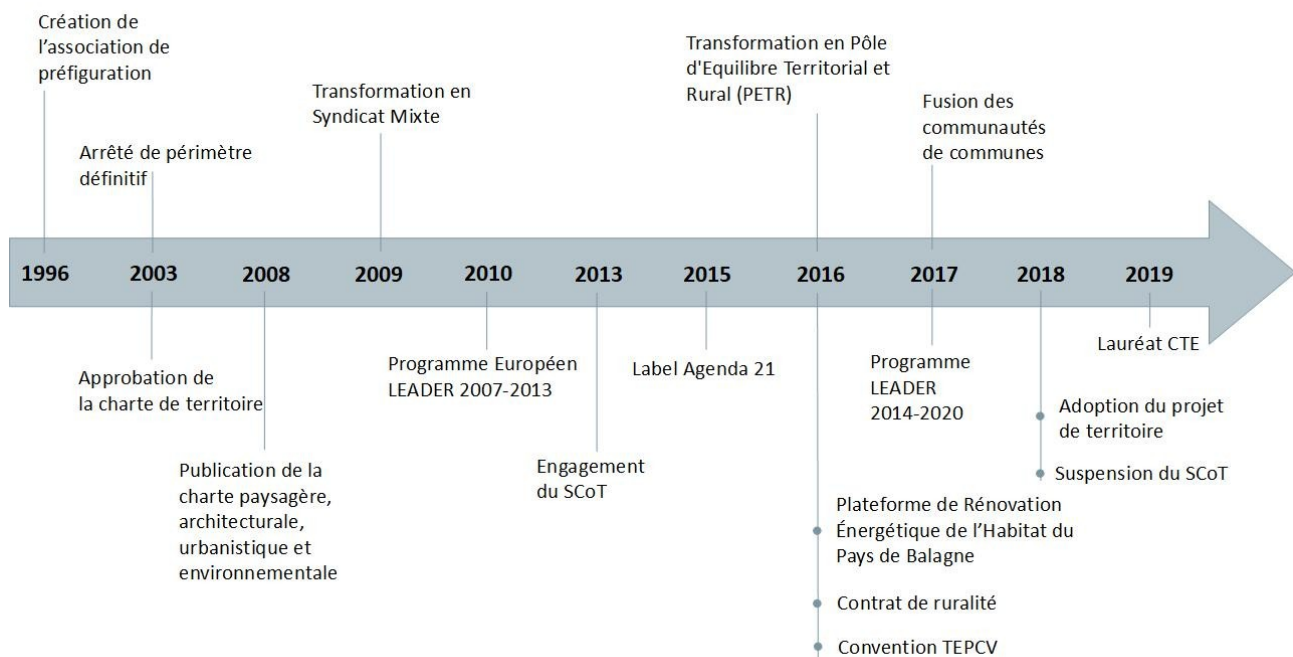 Création de
l'association de
préfiguration
Arrêté de périmètre
définitif
Transformation en
Syndicat Mixte
Transformation en Pôle
d'Equilibre Territorial et
Rural (PETR)
Fusion des
communautés
de communes
1996 2003 2008 2009 2010 2013 2015 2016 2017 2018 2019
Approbation de
la charte de territoire
Publication de la
charte paysagère,
architecturale,
urbanistique et
environnementale
Programme Européen
LEADER 2007-2013
Engagement
du SCoT
Label Agenda 21
Plateforme de Rénovation
Énergétique de l'Habitat du
Pays de Balagne
Contrat de ruralité
Convention TEPCV
Programme
LEADER
2014-2020
Adoption du projet
de territoire
Suspension du SCoT
Lauréat CTE